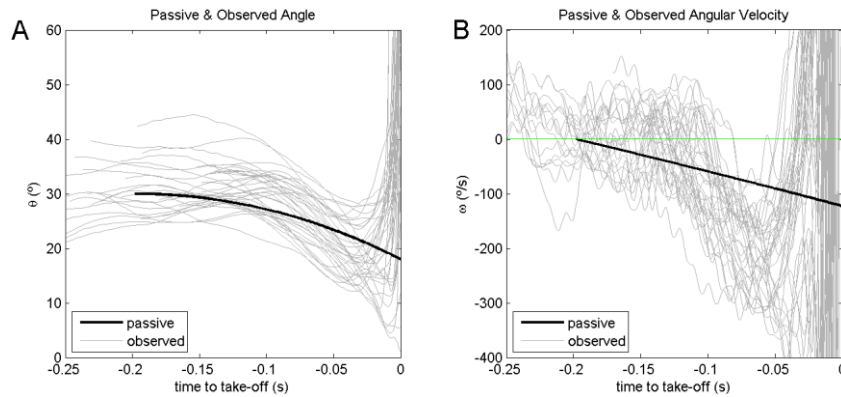 A
Passive & Observed Angle
60
50
40
30
20
10
0
θ (º)
-0.25
-0.2
-0.15
-0.1
-0.05
0
time to take-off (s)
passive
observed
B
Passive & Observed Angular Velocity
200
100
0
-100
-200
-300
-400
ω (º/s)
-0.25
-0.2
-0.15
-0.1
-0.05
0
time to take-off (s)
passive
observed